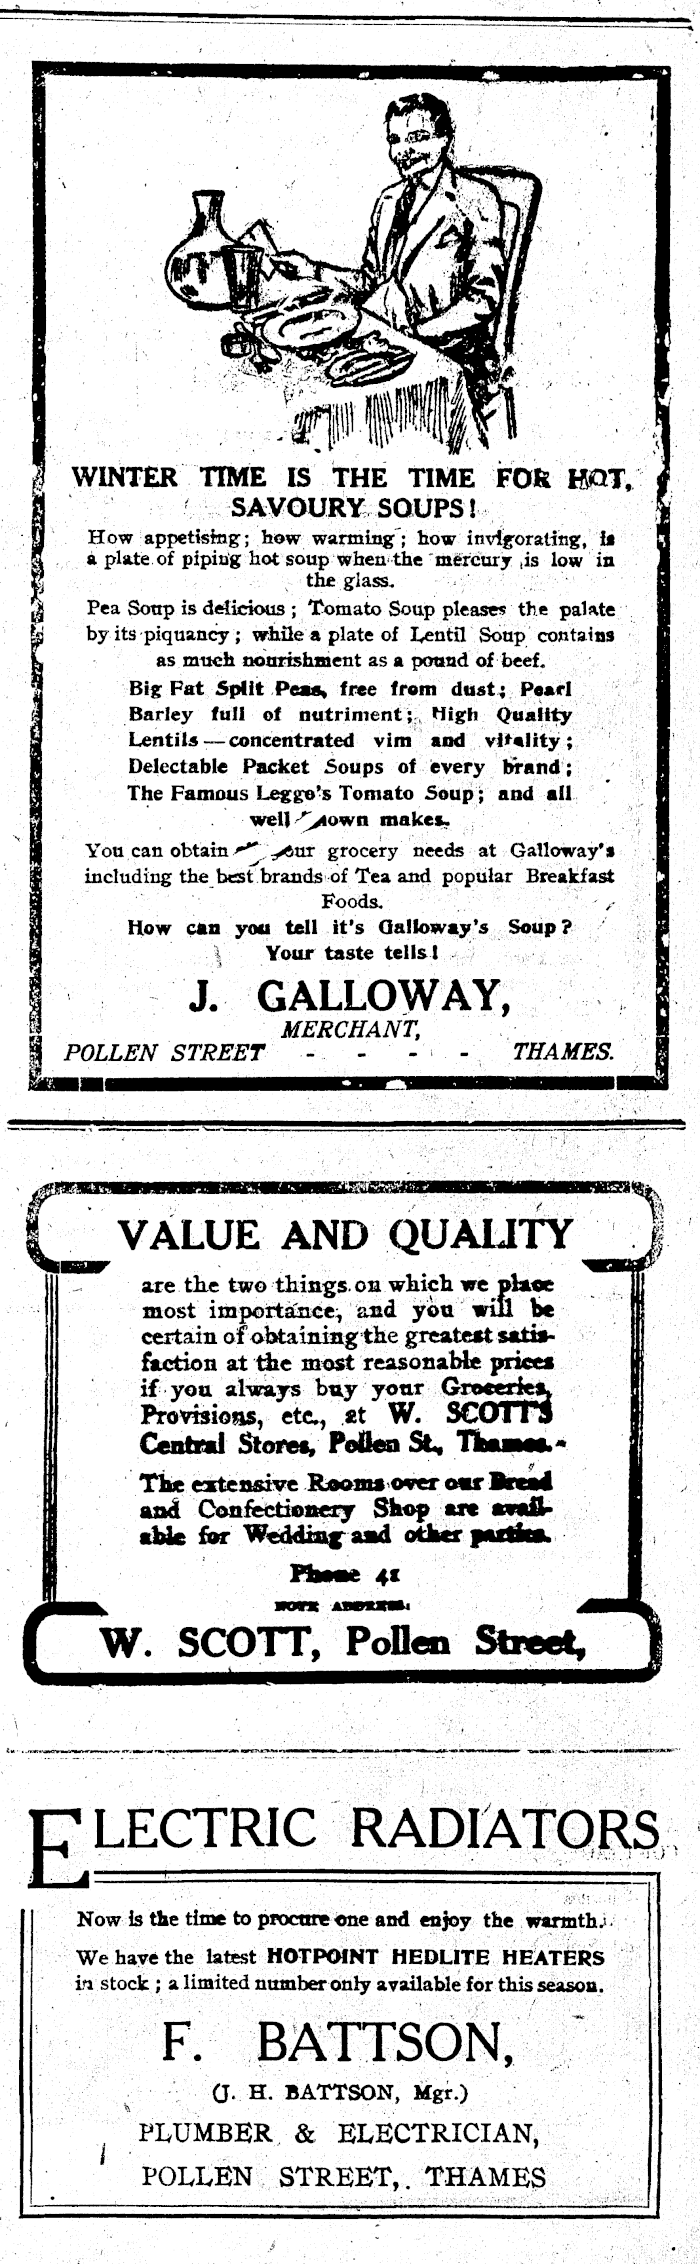 WINTER TIME IS THE TIME FOR HOT,
SAVOURY SOUPS!
How appetising; how warming; how invigorating, is
a plate of piping hot soup when the mercury is low in
the glass.
Pea Soup is delicious; Tomato Soup pleases the palate
by its piquancy; while a plate of Lentil Soup contains
as much nourishment as a pound of beef.
Big Fat Split Peas, free from dust; Pearl
Barley full of nutriment; High Quality
Lentils—concentrated vim and vitality;
Delectable Packet Soups of every brand;
The Famous Leggo's Tomato Soup; and all
well makes.
You can obtain grocery needs at Galloway's
including the best brands of Tea and popular Breakfast
Foods.
How can you tell it's Galloway's Soup?
Your taste tells!
J. GALLOWAY,
MERCHANT,
POLLEN STREET - - - - THAMES.
VALUE AND QUALITY
are the two things on which we place
most importance, and you will be
certain of obtaining the greatest satis-
faction at the most reasonable prices
if you always buy your Groceries,
Provisions, etc., at W. SCOTT'S
Central Stores, Pollen St., Thames.-
The extensive Rooms over our Bread
and Confectionery Shop are avail-
able for Wedding and other parties.
Phone 41
NOTE ADDRESS:
W. SCOTT, Pollen Street,
ELECTRIC RADIATORS
Now is the time to procure one and enjoy the warmth.
We have the latest HOTPOINT HEDLITE HEATERS
in stock; a limited number only available for this season.
F. BATTSON,
(J. H. BATTSON, Mgr.)
PLUMBER & ELECTRICIAN,
POLLEN STREET, THAMES